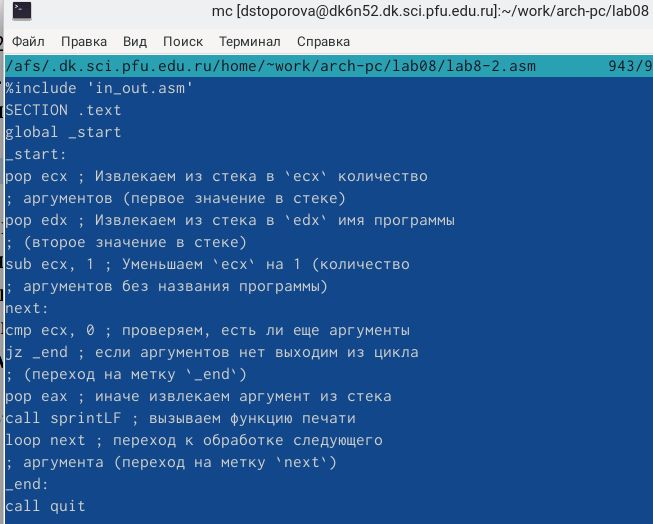 mc [dstoporova@dk6n52.dk.sci.pfu.edu.ru]:~/work/arch-pc/lab08
Файл Правка Вид Поиск Терминал Справка
/afs/.dk.sci.pfu.edu.ru/home/~work/arch-pc/lab08/lab8-2.asm 943/9
%include 'in_out.asm'
SECTION .text
global _start
_start:
pop ecx ; Извлекаем из стека в `ecx` количество
; аргументов (первое значение в стеке)
pop edx ; Извлекаем из стека в `edx` имя программы
; (второе значение в стеке)
sub ecx, 1 ; Уменьшаем `ecx` на 1 (количество
; аргументов без названия программы)
next:
cmp ecx, 0 ; проверяем, есть ли еще аргументы
jz _end ; если аргументов нет выходим из цикла
; (переход на метку `_end`)
pop eax ; иначе извлекаем аргумент из стека
call sprintLF ; вызываем функцию печати
loop next ; переход к обработке следующего
; аргумента (переход на метку `next`)
_end:
call quit